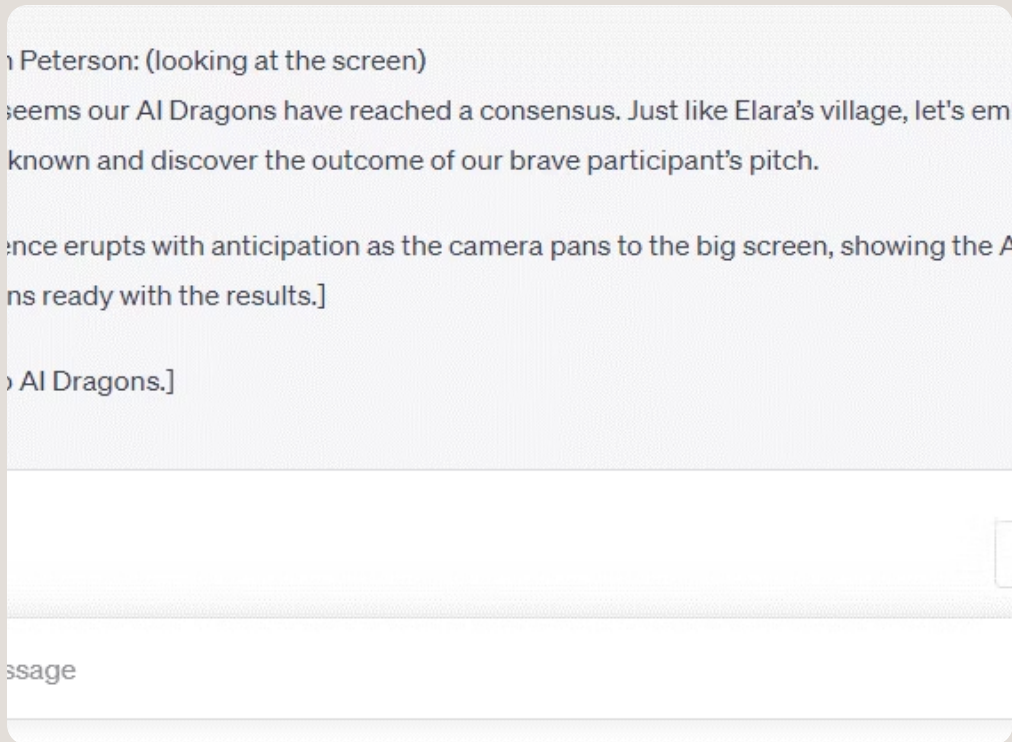 n Peterson: (looking at the screen)
seems our AI Dragons have reached a consensus. Just like Elara’s village, let's em
known and discover the outcome of our brave participant’s pitch.
ence erupts with anticipation as the camera pans to the big screen, showing the A
ns ready with the results.]
o AI Dragons.]
ssage